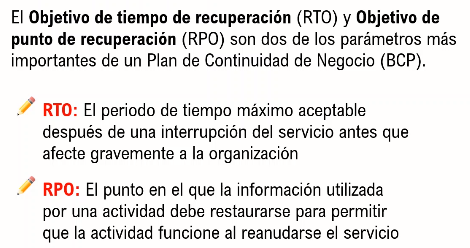 El Objetivo de tiempo de recuperación (RTO) y Objetivo
de punto de recuperación (RPO) son dos de los parámetros más
importantes de un Plan de Continuidad de Negocio (BCP).
RTO: El periodo de tiempo máximo aceptable
después de una interrupción del servicio antes que
afecte gravemente a la organización
RPO: El punto en el que la información utilizada
por una actividad debe restaurarse para permitir
que la actividad funcione al reanudarse el servicio